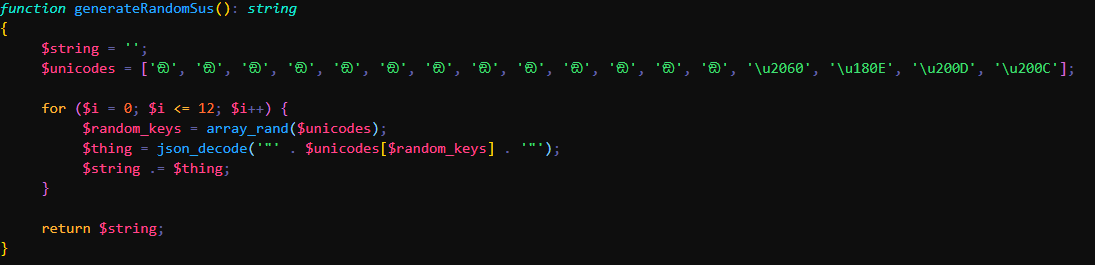 function generateRandomSus(): string
{
$string = '';
$unicodes = ['ඞ', 'ඞ', 'ඞ', 'ඞ', 'ඞ', 'ඞ', 'ඞ', 'ඞ', 'ඞ', 'ඞ', 'ඞ', 'ඞ', 'ඞ', '\u2060', '\u180E', '\u200D', '\u200C'];
for ($i = 0; $i <= 12; $i++) {
$random_keys = array_rand($unicodes);
$thing = json_decode('"' . $unicodes[$random_keys] . '"');
$string .= $thing;
}
return $string;
}